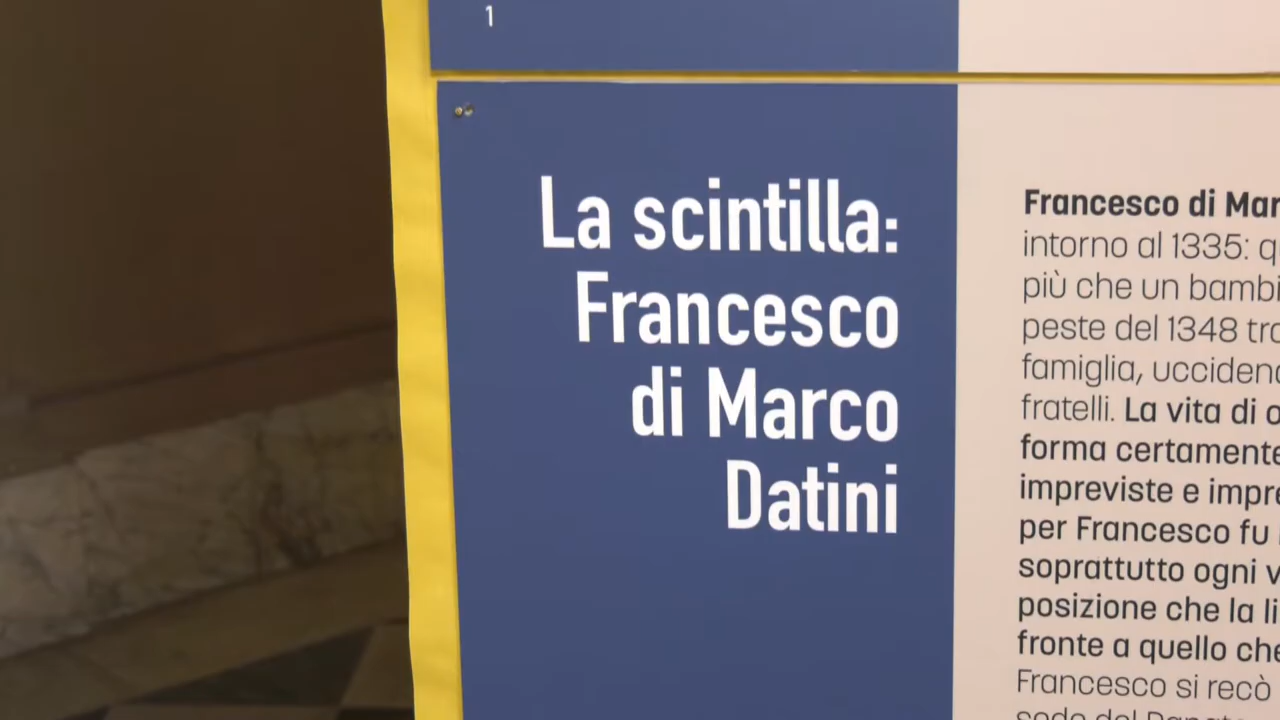 1
La scintilla:
Francesco
di Marco
Datini
Francesco di Mar
intorno al 1335: q
più che un bambi
peste del 1348 tra
famiglia, uccidend
fratelli. La vita di o
forma certamente
impreviste e impre
per Francesco fu
soprattutto ogni v
posizione che la li
fronte a quello che
Francesco si recò